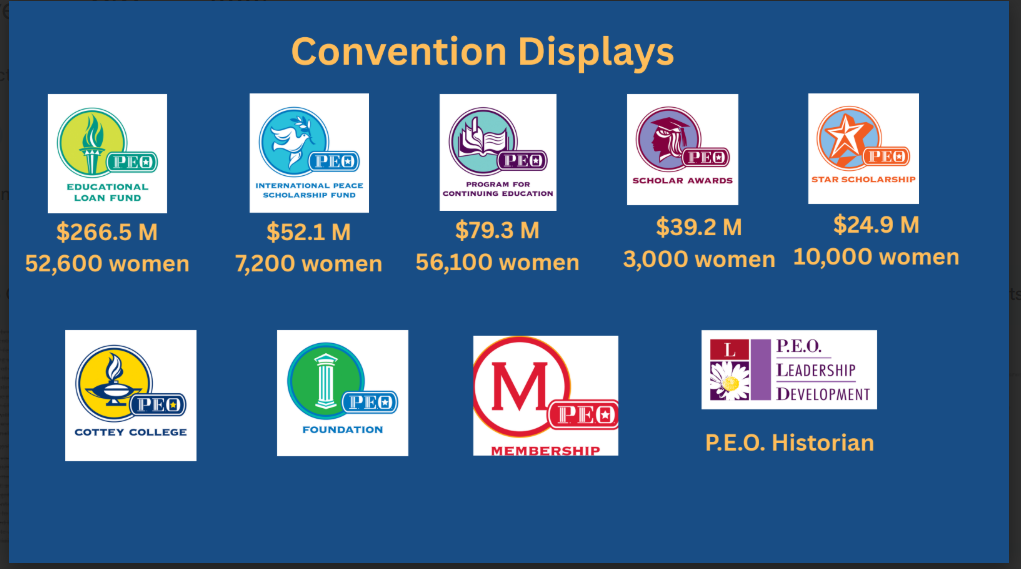 Convention Displays
PEO
EDUCATIONAL
LOAN FUND
$266.5 M
52,600 women
PEO
INTERNATIONAL PEACE
SCHOLARSHIP FUND
$52.1 M
7,200 women
PEO
PROGRAM FOR
CONTINUING EDUCATION
$79.3 M
56,100 women
PEO
SCHOLAR AWARDS
$39.2 M
3,000 women
PEO
STAR SCHOLARSHIP
$24.9 M
10,000 women
PEO
COTTEY COLLEGE
PEO
FOUNDATION
M
PEO
MEMBERSHIP
L
P.E.O.
LEADERSHIP
DEVELOPMENT
P.E.O. Historian